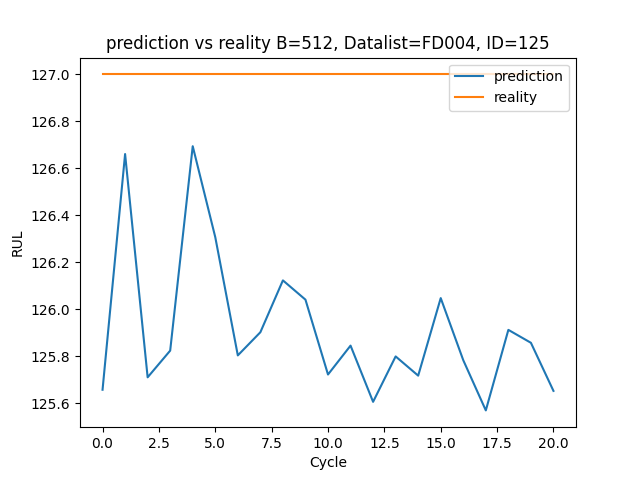 prediction vs reality B=512, Datalist=FD004, ID=125
127.0
126.8
126.6
126.4
126.2
126.0
125.8
125.6
RUL
prediction
reality
0.0 2.5 5.0 7.5 10.0 12.5 15.0 17.5 20.0
Cycle